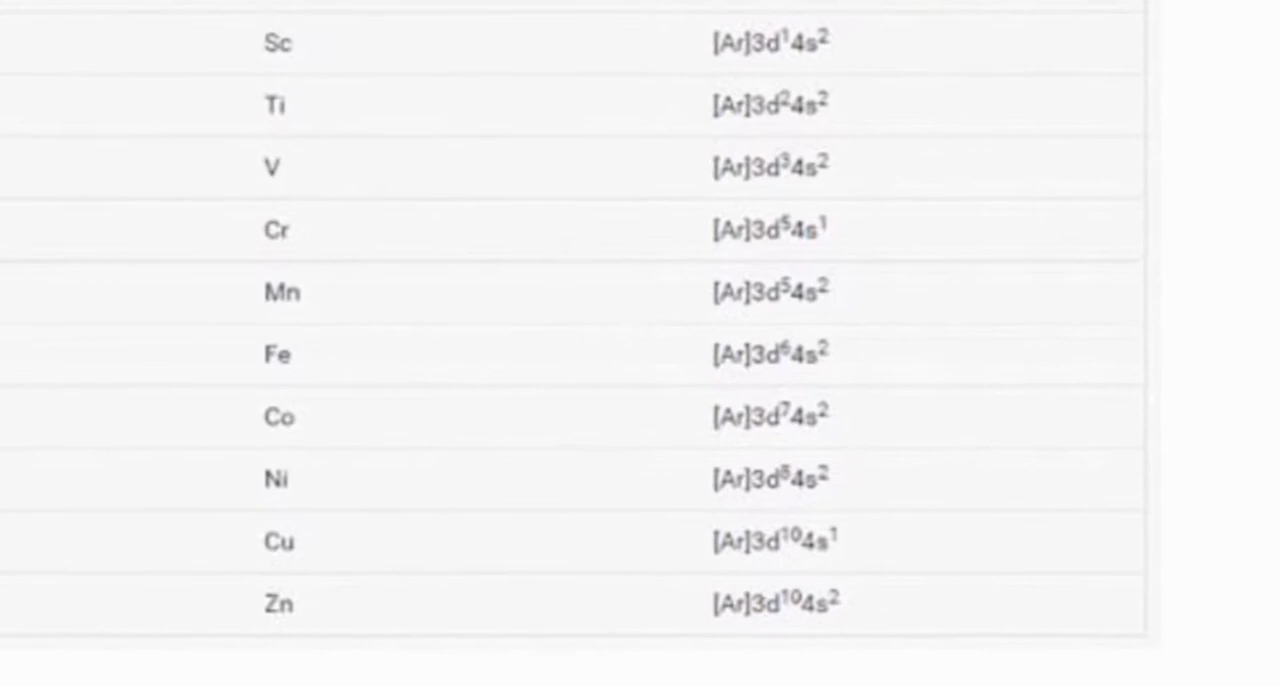 Sc [Ar]3d¹4s²
Ti [Ar]3d²4s²
V [Ar]3d³4s²
Cr [Ar]3d⁵4s¹
Mn [Ar]3d⁵4s²
Fe [Ar]3d⁶4s²
Co [Ar]3d⁷4s²
Ni [Ar]3d⁸4s²
Cu [Ar]3d¹⁰4s¹
Zn [Ar]3d¹⁰4s²